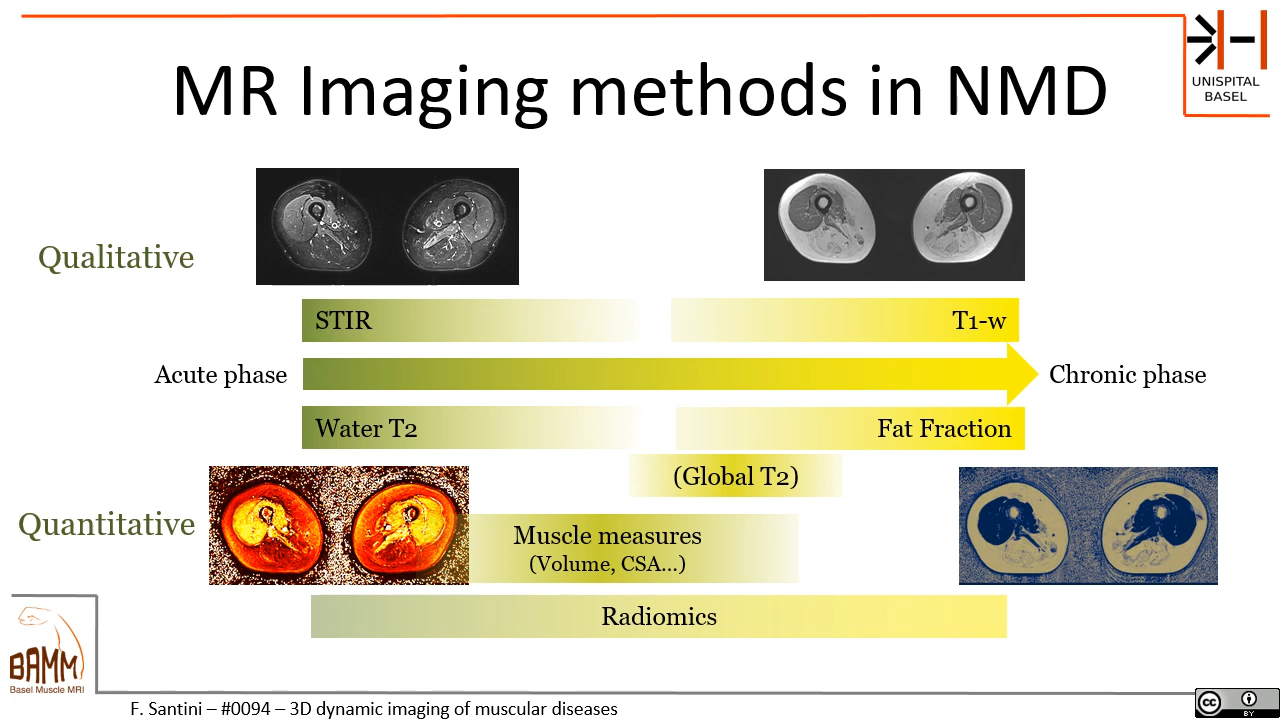 MR Imaging methods in NMD
UNISPITAL
BASEL
Qualitative
STIR
T1-w
Acute phase
Chronic phase
Water T2
Fat Fraction
(Global T2)
Quantitative
Muscle measures
(Volume, CSA...)
Radiomics
BAMM
Basel Muscle MRI
F. Santini – #0094 – 3D dynamic imaging of muscular diseases
cc
BY